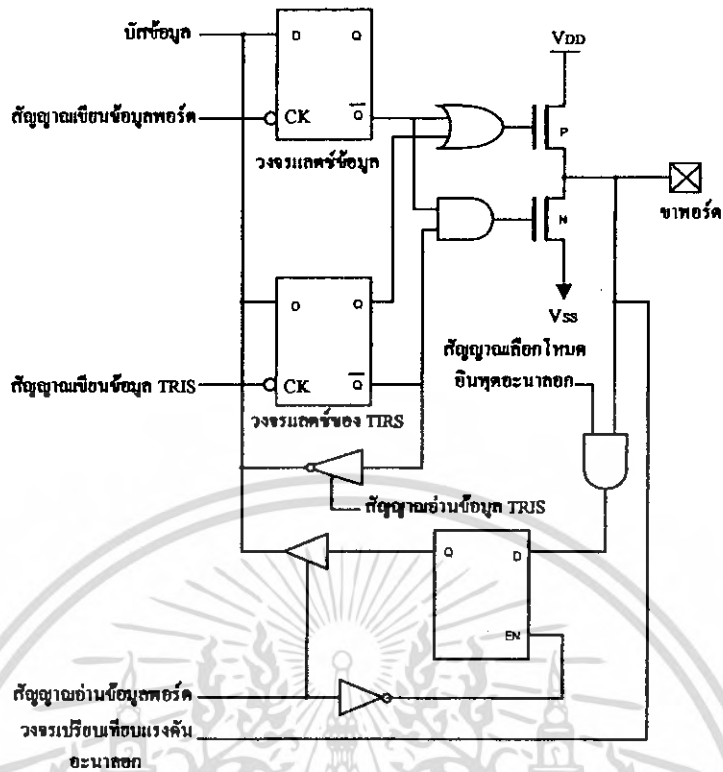 บัสข้อมูล
D Q
VDD
สัญญาณเขียนข้อมูลพอร์ต
CK Q
P
วงจรแลตช์ข้อมูล
N
ขาพอร์ต
D Q
VSS
สัญญาณเลือกโหมด
อินพุตอะนาลอก
สัญญาณเขียนข้อมูล TRIS
CK Q
วงจรแลตช์ของ TIRS
สัญญาณอ่านข้อมูล TRIS
Q D
EN
สัญญาณอ่านข้อมูลพอร์ต
วงจรเปรียบเทียบแรงดัน
อะนาลอก